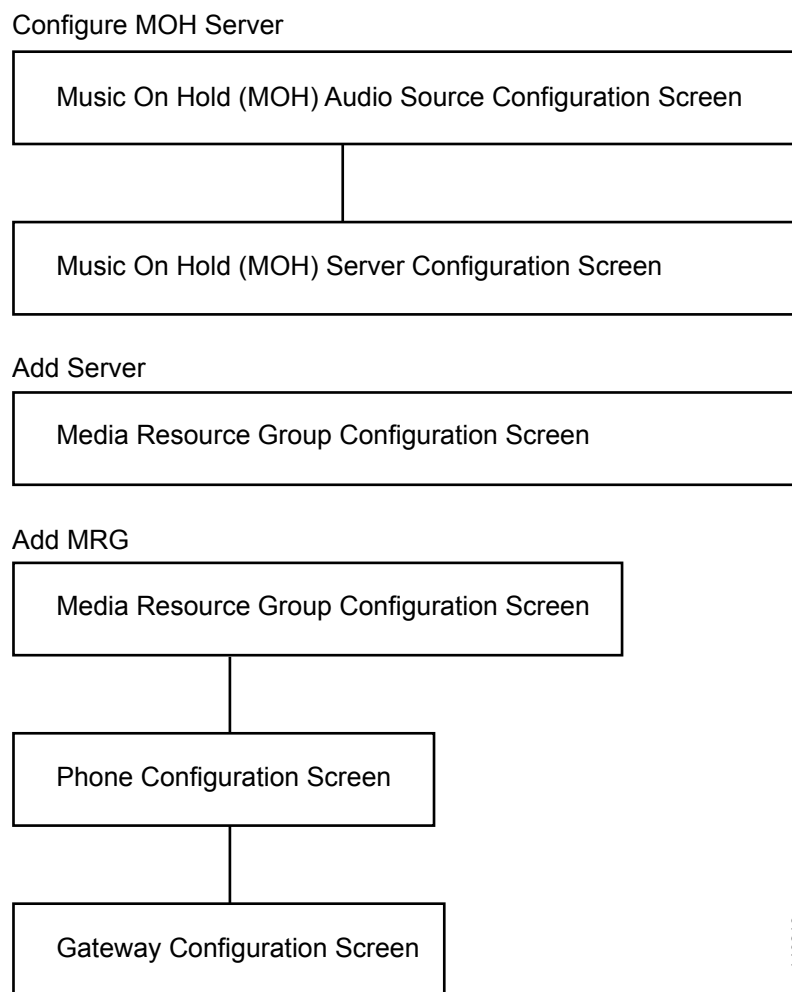 Configure MOH Server
Music On Hold (MOH) Audio Source Configuration Screen
Music On Hold (MOH) Server Configuration Screen
Add Server
Media Resource Group Configuration Screen
Add MRG
Media Resource Group Configuration Screen
Phone Configuration Screen
Gateway Configuration Screen